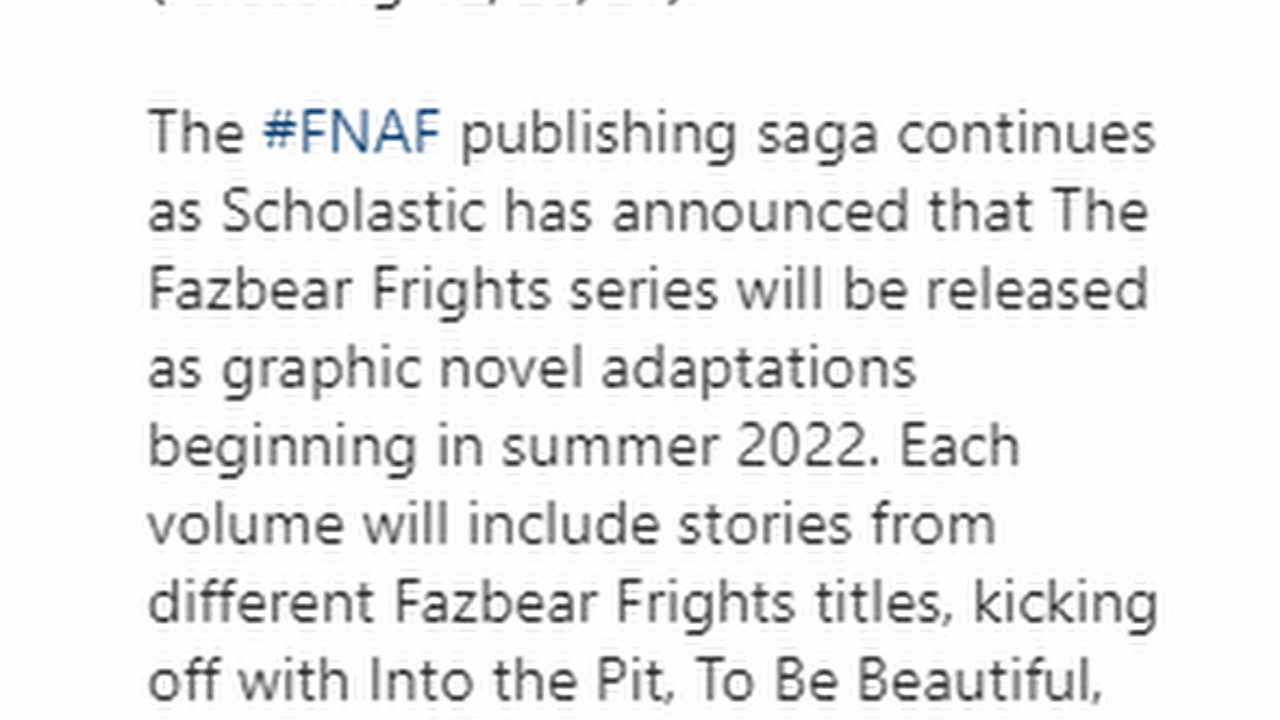 The #FNAF publishing saga continues
as Scholastic has announced that The
Fazbear Frights series will be released
as graphic novel adaptations
beginning in summer 2022. Each
volume will include stories from
different Fazbear Frights titles, kicking
off with Into the Pit, To Be Beautiful,